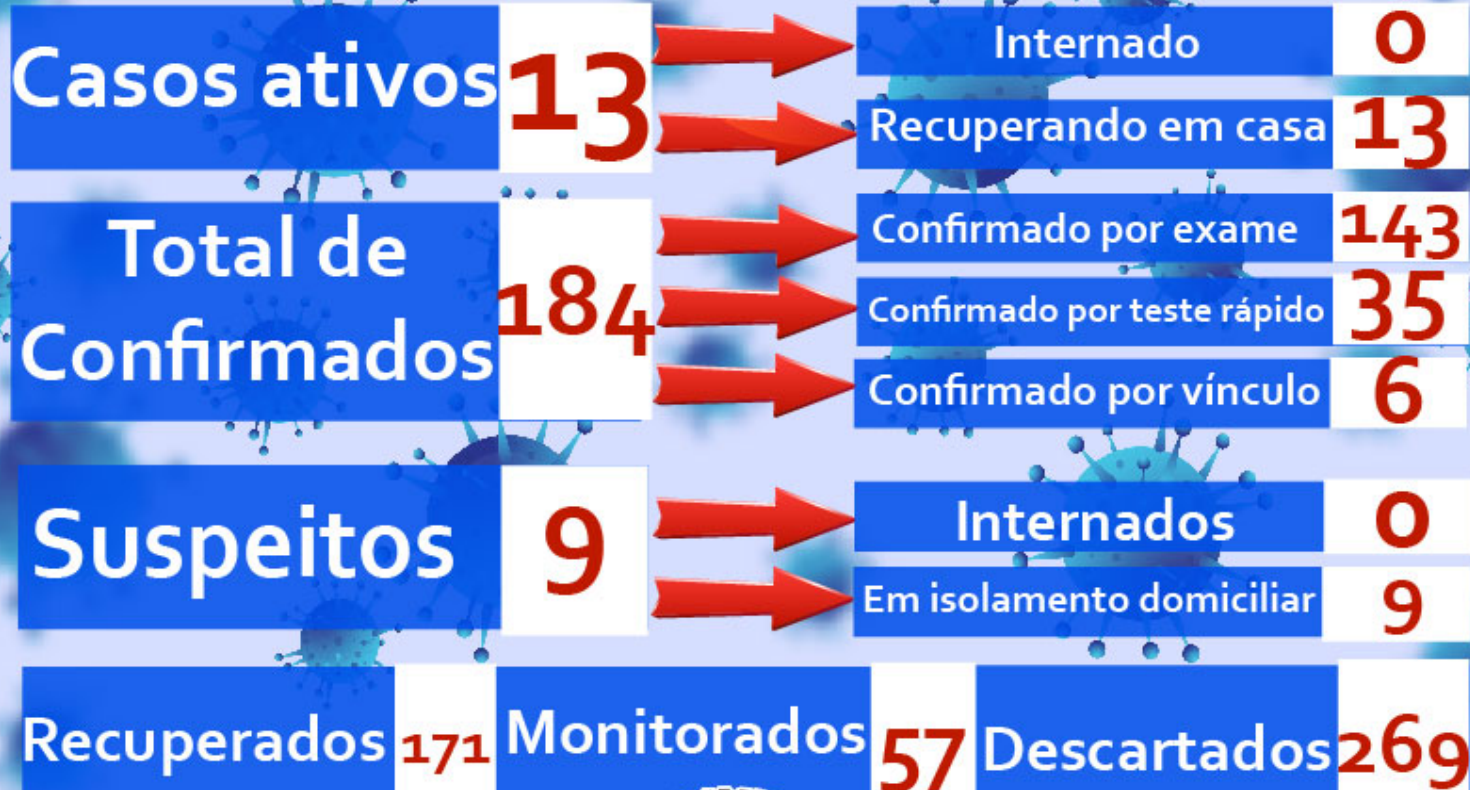 Casos ativos 13
Internado 0
Recuperando em casa 13
Total de
Confirmados 184
Confirmado por exame 143
Confirmado por teste rápido 35
Confirmado por vínculo 6
Suspeitos 9
Internados 0
Em isolamento domiciliar 9
Recuperados 171 Monitorados 57 Descartados 269